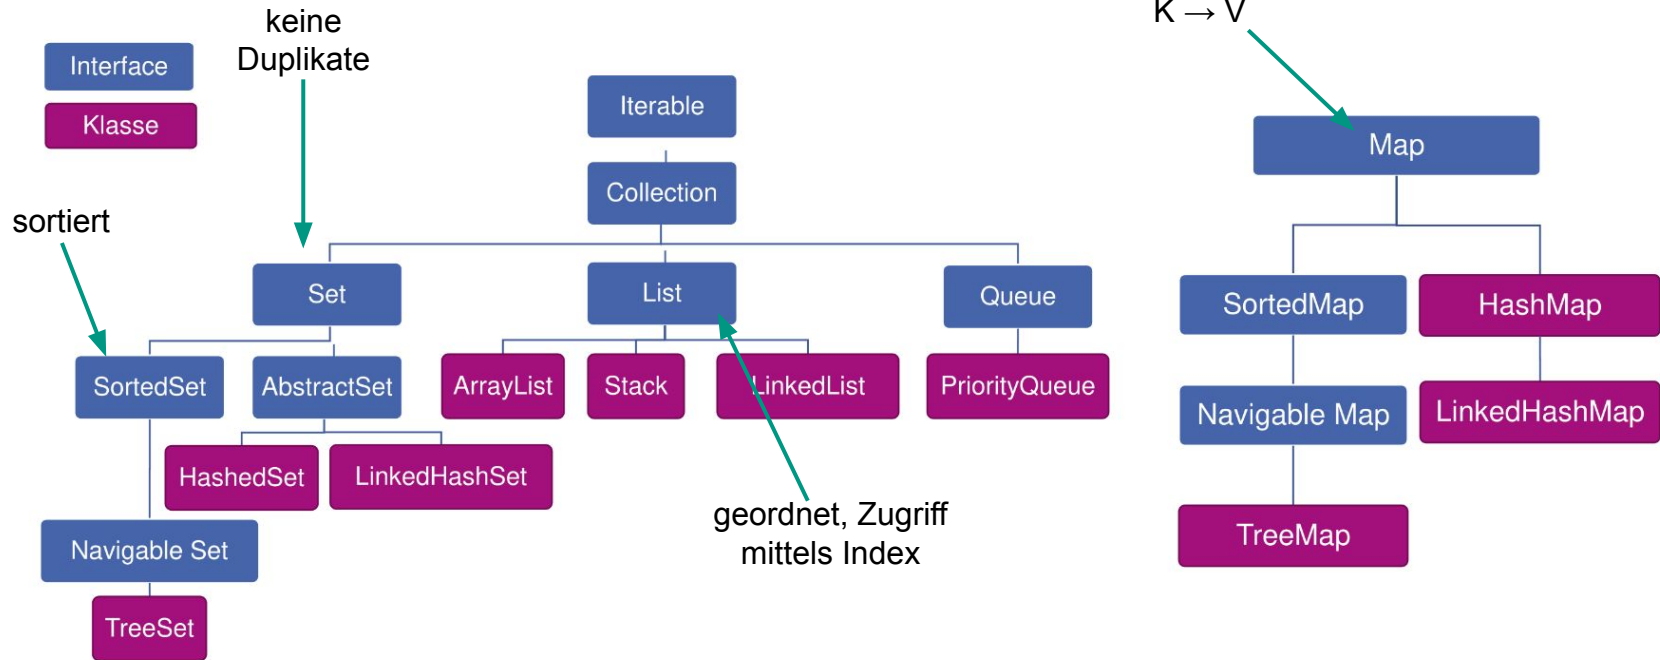 keine
Duplikate
K → V
Interface
Klasse
Iterable
Map
Collection
sortiert
Set
List
Queue
SortedMap
HashMap
SortedSet
AbstractSet
ArrayList
Stack
LinkedList
PriorityQueue
Navigable Map
LinkedHashMap
HashedSet
LinkedHashSet
geordnet, Zugriff
mittels Index
Navigable Set
TreeMap
TreeSet